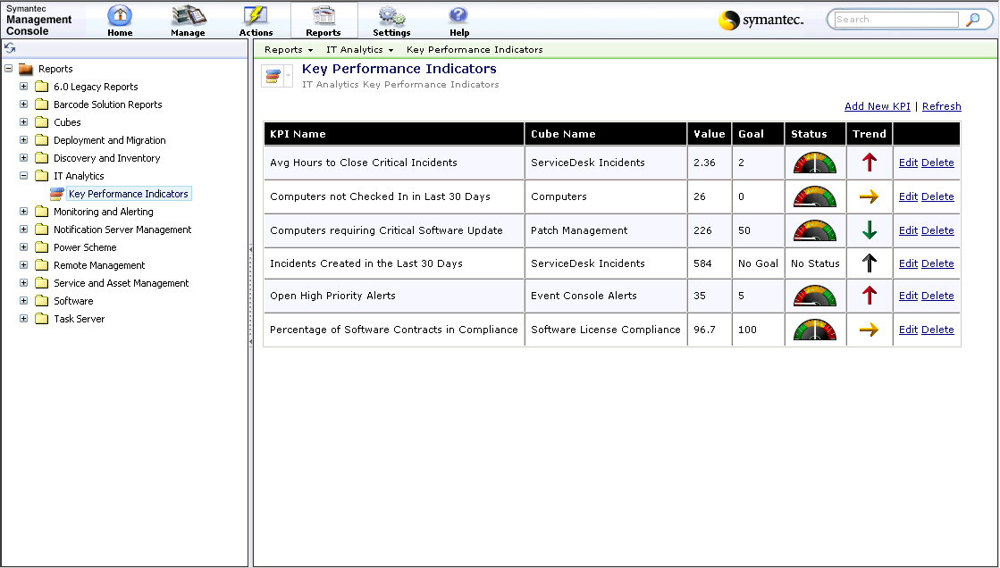 Symantec
Management
Console
Home
Manage
Actions
Reports
Settings
Help
symantec.
Search
Reports
6.0 Legacy Reports
Barcode Solution Reports
Cubes
Deployment and Migration
Discovery and Inventory
IT Analytics
Key Performance Indicators
Monitoring and Alerting
Notification Server Management
Power Scheme
Remote Management
Service and Asset Management
Software
Task Server
Reports IT Analytics Key Performance Indicators
Key Performance Indicators
IT Analytics Key Performance Indicators
Add New KPI | Refresh
KPI Name Cube Name Value Goal Status Trend
Avg Hours to Close Critical Incidents ServiceDesk Incidents 2.36 2 Edit Delete
Computers not Checked In in Last 30 Days Computers 26 0 Edit Delete
Computers requiring Critical Software Update Patch Management 226 50 Edit Delete
Incidents Created in the Last 30 Days ServiceDesk Incidents 584 No Goal No Status Edit Delete
Open High Priority Alerts Event Console Alerts 35 5 Edit Delete
Percentage of Software Contracts in Compliance Software License Compliance 96.7 100 Edit Delete